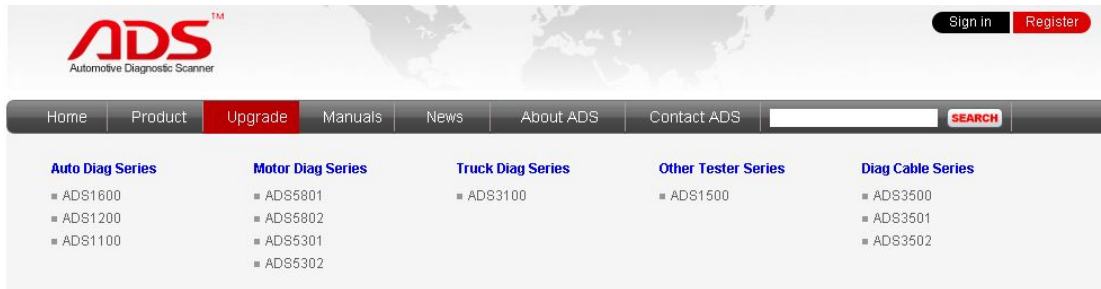 ADS™
Automotive Diagnostic Scanner
Sign in Register
Home Product Upgrade Manuals News About ADS Contact ADS SEARCH
Auto Diag Series
ADS1600
ADS1200
ADS1100
Motor Diag Series
ADS5801
ADS5802
ADS5301
ADS5302
Truck Diag Series
ADS3100
Other Tester Series
ADS1500
Diag Cable Series
ADS3500
ADS3501
ADS3502